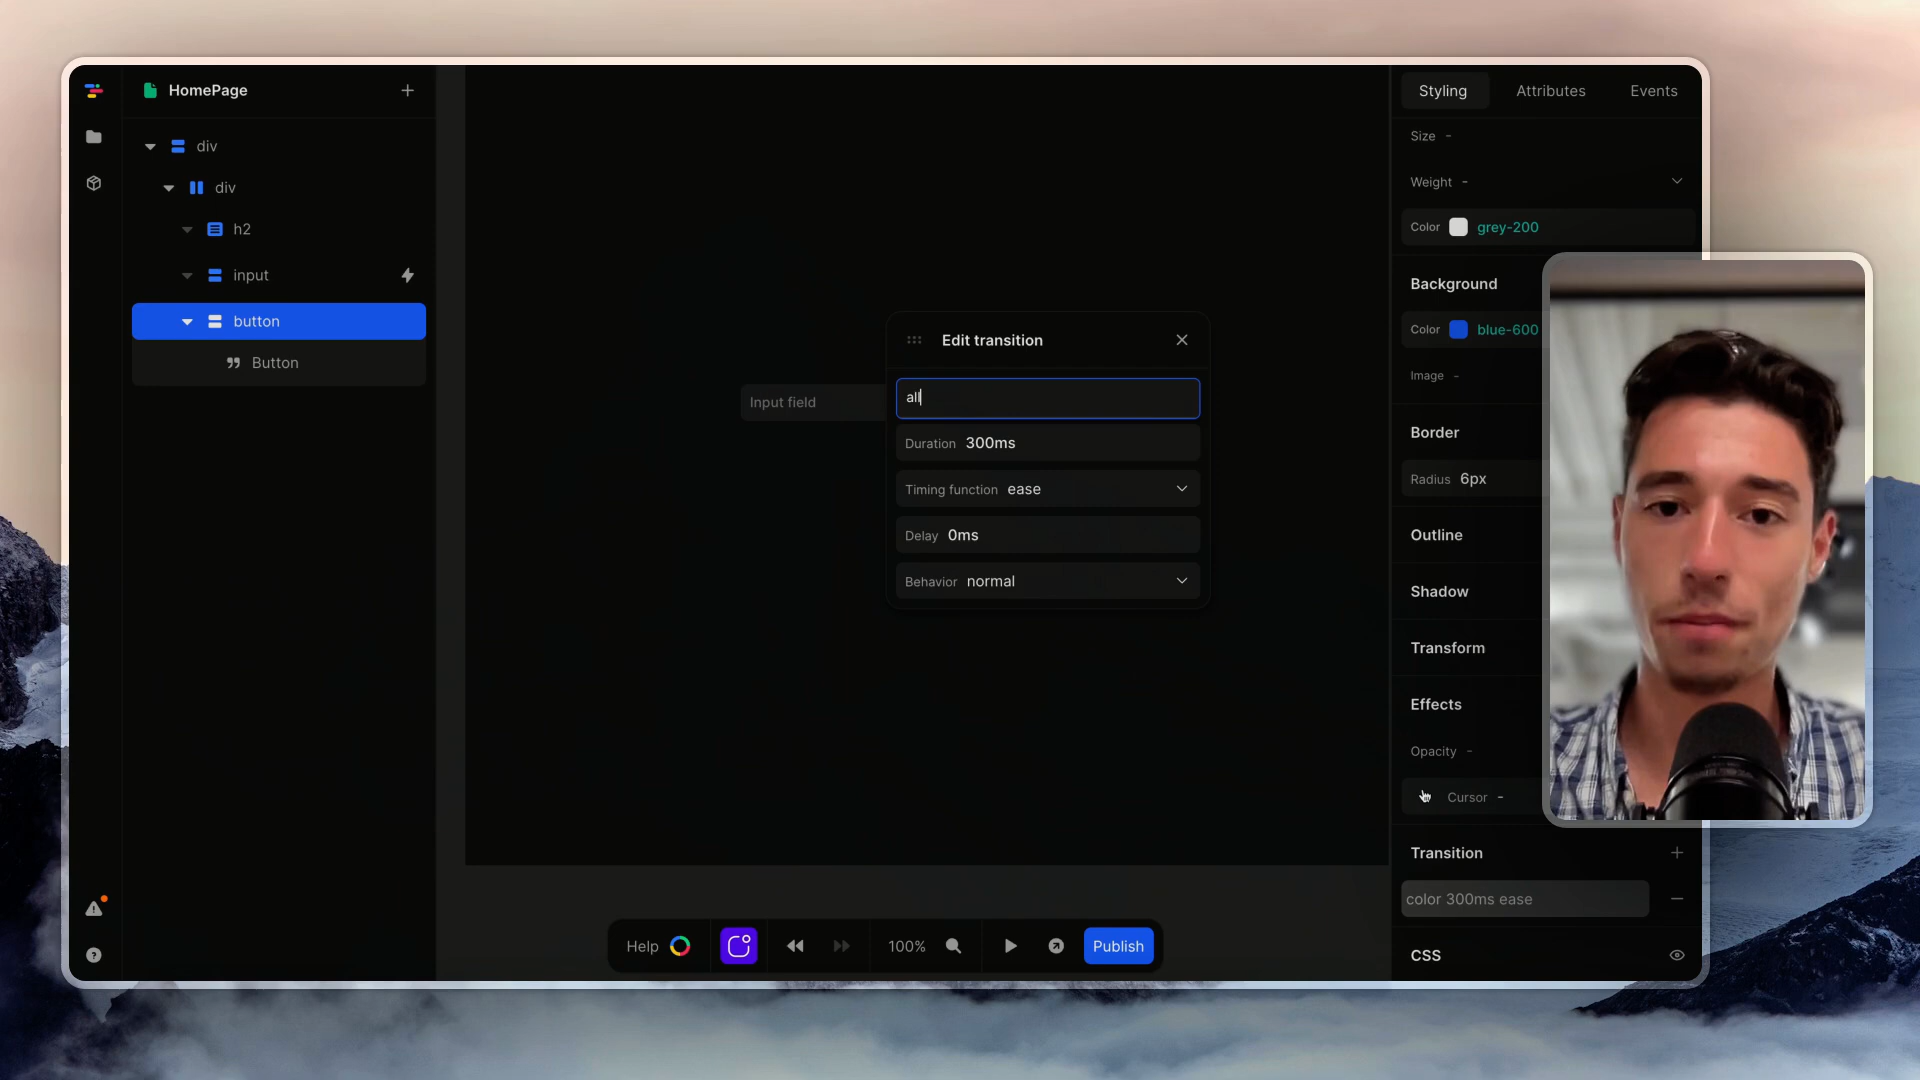 HomePage
div
div
h2
input
button
Button
Input field
Edit transition
all
Duration 300ms
Timing function ease
Delay 0ms
Behavior normal
Help
100%
Publish
Styling Attributes Events
Size -
Weight -
Color grey-200
Background
Color blue-600
Image -
Border
Radius 6px
Outline
Shadow
Transform
Effects
Opacity -
Cursor -
Transition
color 300ms ease
CSS